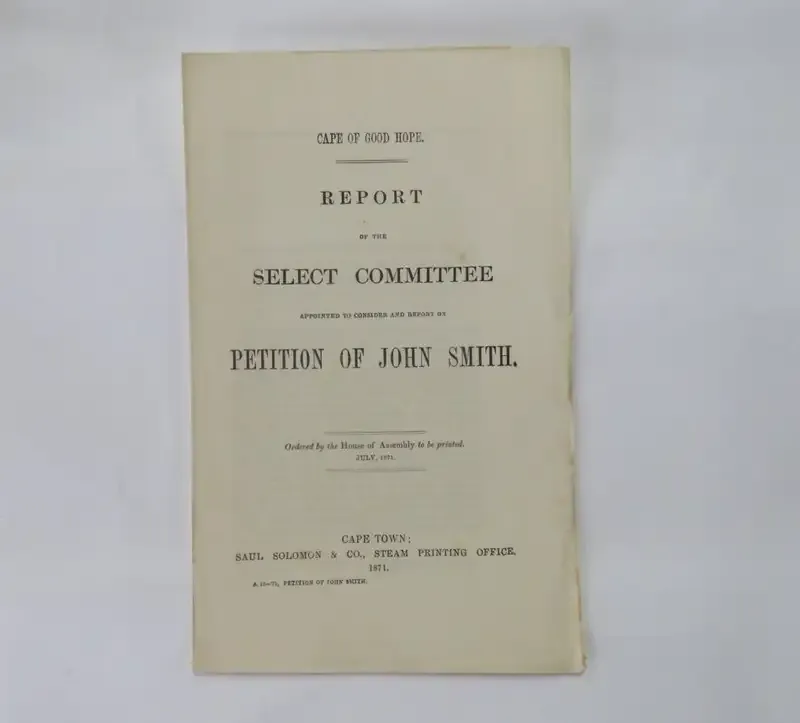 CAPE OF GOOD HOPE.
REPORT
OF THE
SELECT COMMITTEE
APPOINTED TO CONSIDER AND REPORT ON
PETITION OF JOHN SMITH.
Ordered by the House of Assembly to be printed.
JULY, 1871.
CAPE TOWN:
SAUL SOLOMON & CO., STEAM PRINTING OFFICE.
1871.
PETITION OF JOHN SMITH.